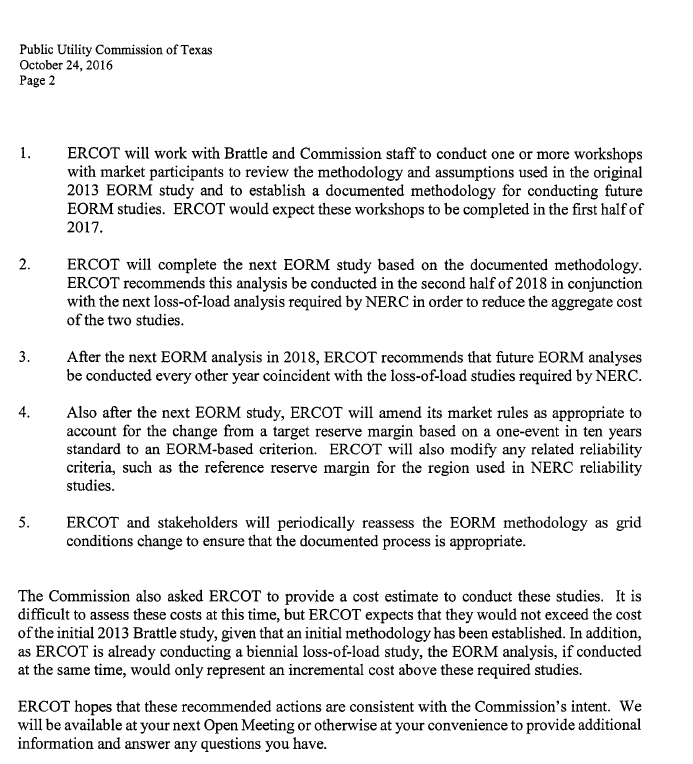 Public Utility Commission of Texas
October 24, 2016
Page 2
1. ERCOT will work with Brattle and Commission staff to conduct one or more workshops
with market participants to review the methodology and assumptions used in the original
2013 EORM study and to establish a documented methodology for conducting future
EORM studies. ERCOT would expect these workshops to be completed in the first half of
2017.
2. ERCOT will complete the next EORM study based on the documented methodology.
ERCOT recommends this analysis be conducted in the second half of 2018 in conjunction
with the next loss-of-load analysis required by NERC in order to reduce the aggregate cost
of the two studies.
3. After the next EORM analysis in 2018, ERCOT recommends that future EORM analyses
be conducted every other year coincident with the loss-of-load studies required by NERC.
4. Also after the next EORM study, ERCOT will amend its market rules as appropriate to
account for the change from a target reserve margin based on a one-event in ten years
standard to an EORM-based criterion. ERCOT will also modify any related reliability
criteria, such as the reference reserve margin for the region used in NERC reliability
studies.
5. ERCOT and stakeholders will periodically reassess the EORM methodology as grid
conditions change to ensure that the documented process is appropriate.
The Commission also asked ERCOT to provide a cost estimate to conduct these studies. It is
difficult to assess these costs at this time, but ERCOT expects that they would not exceed the cost
of the initial 2013 Brattle study, given that an initial methodology has been established. In addition,
as ERCOT is already conducting a biennial loss-of-load study, the EORM analysis, if conducted
at the same time, would only represent an incremental cost above these required studies.
ERCOT hopes that these recommended actions are consistent with the Commission's intent. We
will be available at your next Open Meeting or otherwise at your convenience to provide additional
information and answer any questions you have.